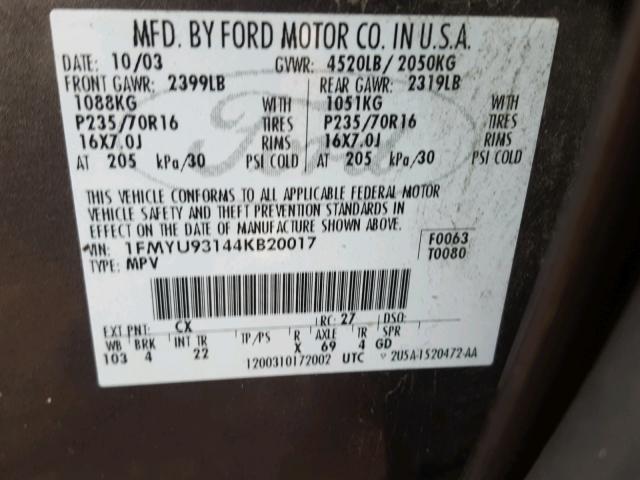 MFD. BY FORD MOTOR CO. IN U.S.A.
DATE: 10/03 GVWR: 4520LB/ 2050KG
FRONT GAWR: 2399LB REAR GAWR: 2319LB
1088KG WITH 1051KG WITH
P235/70R16 TIRES P235/70R16 TIRES
16X7.0J RIMS 16X7.0J RIMS
AT 205 kPa/30 PSI COLD AT 205 kPa/30 PSI COLD
THIS VEHICLE CONFORMS TO ALL APPLICABLE FEDERAL MOTOR
VEHICLE SAFETY AND THEFT PREVENTION STANDARDS IN
EFFECT ON THE DATE OF MANUFACTURE SHOWN ABOVE.
VIN: 1FMYU93144KB20017 F0063
TYPE: MPV T0080
EXT PNT: CX RC: 27 DSO:
WB BRK INT TR TP/PS R AXLE TR SPR
103 4 22 X 69 4 GD
1200310172002 UTC 2U5A-1520472-AA
Ford